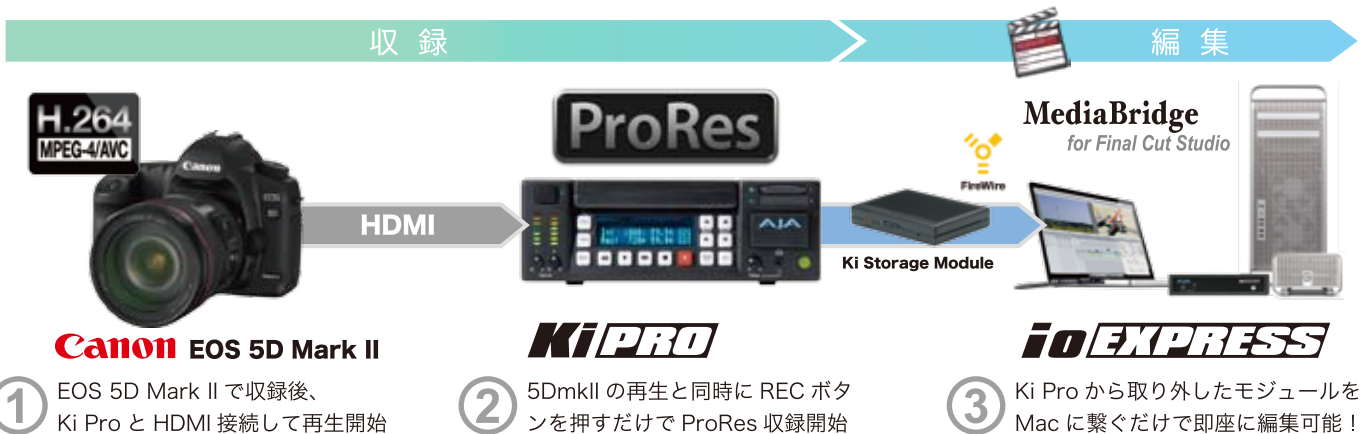 収録
編集
H.264
MPEG-4/AVC
Canon
EOS
5D
HDMI
ProRes
AJA
FireWire
Ki Storage Module
MediaBridge
for Final Cut Studio
Canon EOS 5D Mark II
Ki PRO
io EXPRESS
1
EOS 5D Mark II で収録後、
Ki Pro と HDMI 接続して再生開始
2
5DmkII の再生と同時に REC ボタ
ンを押すだけで ProRes 収録開始
3
Ki Pro から取り外したモジュールを
Mac に繋ぐだけで即座に編集可能！